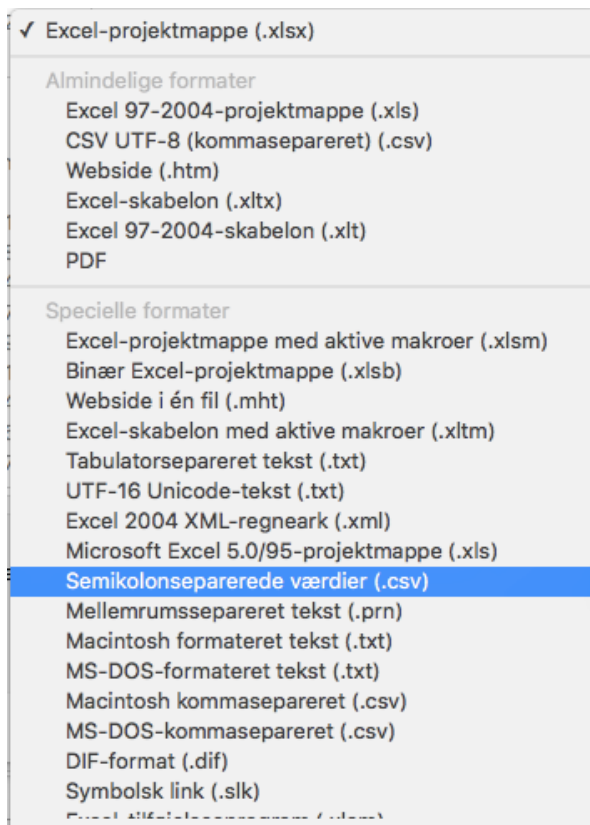 ✓ Excel-projektmappe (.xlsx)
Almindelige formater
Excel 97-2004-projektmappe (.xls)
CSV UTF-8 (kommasepareret) (.csv)
Webside (.htm)
Excel-skabelon (.xltx)
Excel 97-2004-skabelon (.xlt)
PDF
Specielle formater
Excel-projektmappe med aktive makroer (.xlsm)
Binær Excel-projektmappe (.xlsb)
Webside i én fil (.mht)
Excel-skabelon med aktive makroer (.xltm)
Tabulatorsepareret tekst (.txt)
UTF-16 Unicode-tekst (.txt)
Excel 2004 XML-regneark (.xml)
Microsoft Excel 5.0/95-projektmappe (.xls)
Semikolonseparerede værdier (.csv)
Mellemrumssepareret tekst (.prn)
Macintosh formateret tekst (.txt)
MS-DOS-formateret tekst (.txt)
Macintosh kommasepareret (.csv)
MS-DOS-kommasepareret (.csv)
DIF-format (.dif)
Symbolsk link (.slk)